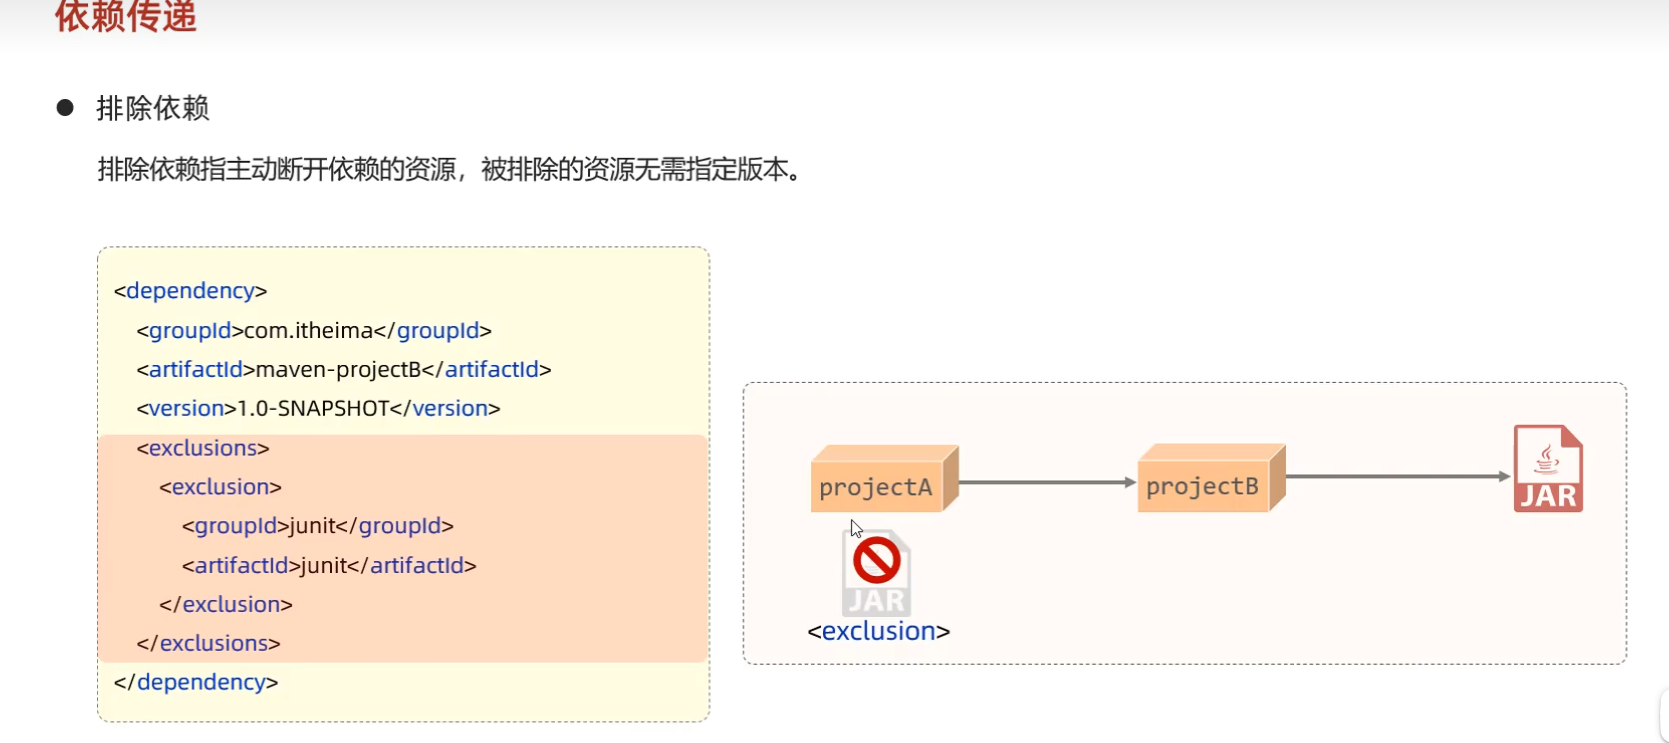 依赖传递
● 排除依赖
排除依赖指主动断开依赖的资源，被排除的资源无需指定版本。
<dependency>
<groupId>com.itheima</groupId>
<artifactId>maven-projectB</artifactId>
<version>1.0-SNAPSHOT</version>
<exclusions>
<exclusion>
<groupId>junit</groupId>
<artifactId>junit</artifactId>
</exclusion>
</exclusions>
</dependency>
projectA
projectB
JAR
JAR
<exclusion>